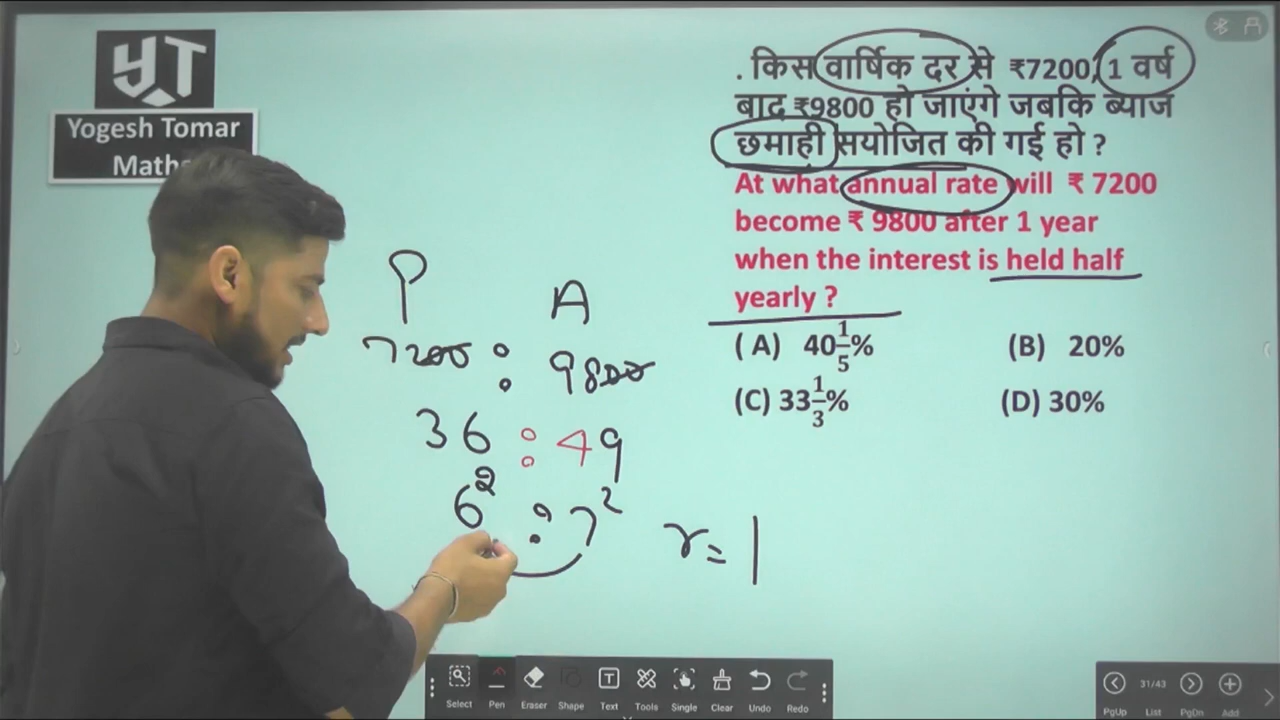 YT
Yogesh Tomar
Maths
. किस वार्षिक दर से ₹7200, 1 वर्ष
बाद ₹9800 हो जाएंगे जबकि ब्याज
छमाही सयोजित की गई हो ?
At what annual rate will ₹ 7200
become ₹ 9800 after 1 year
when the interest is held half
yearly ?
(A) 40 1/5%
(B) 20%
(C) 33 1/3%
(D) 30%
P A
7200 : 9800
36 : 49
6² : 7²
r = 1
Select Pen Eraser Shape Text Tools Single Clear Undo Redo
31/43
PgUp List PgDn Add